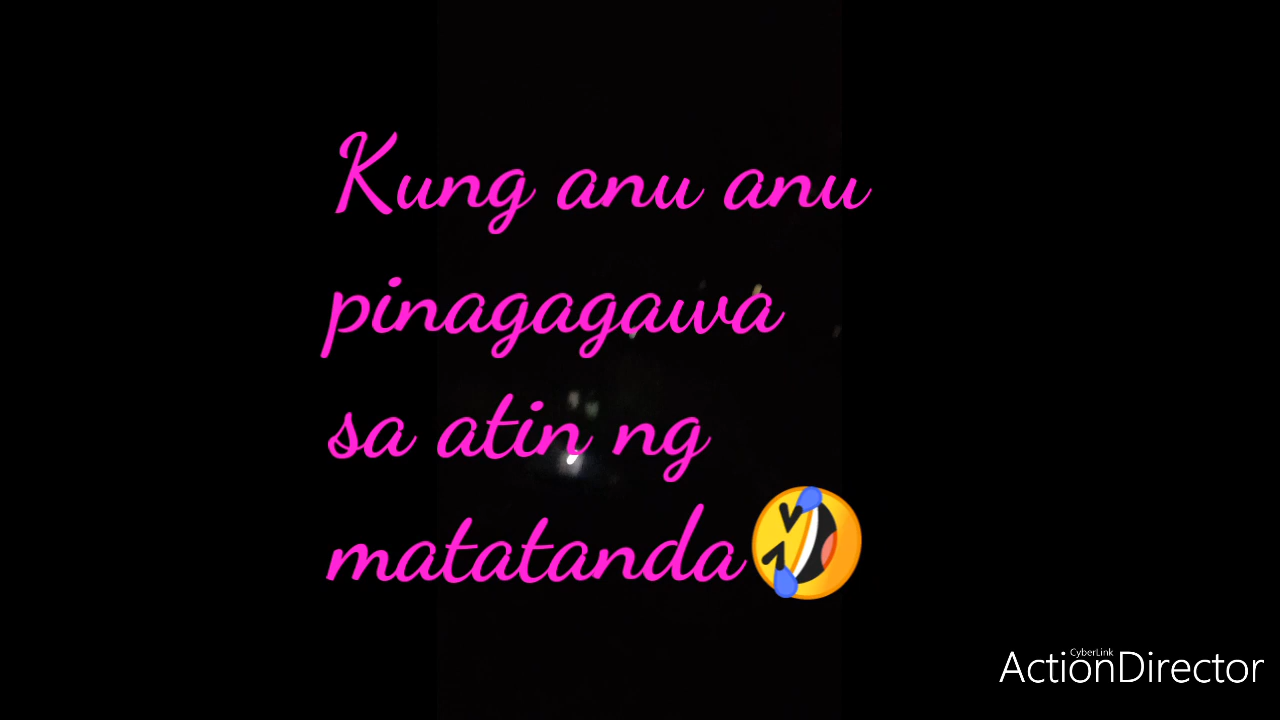 Kung anu anu
pinagagawa
sa atin ng
matatanda🤣
CyberLink
ActionDirector